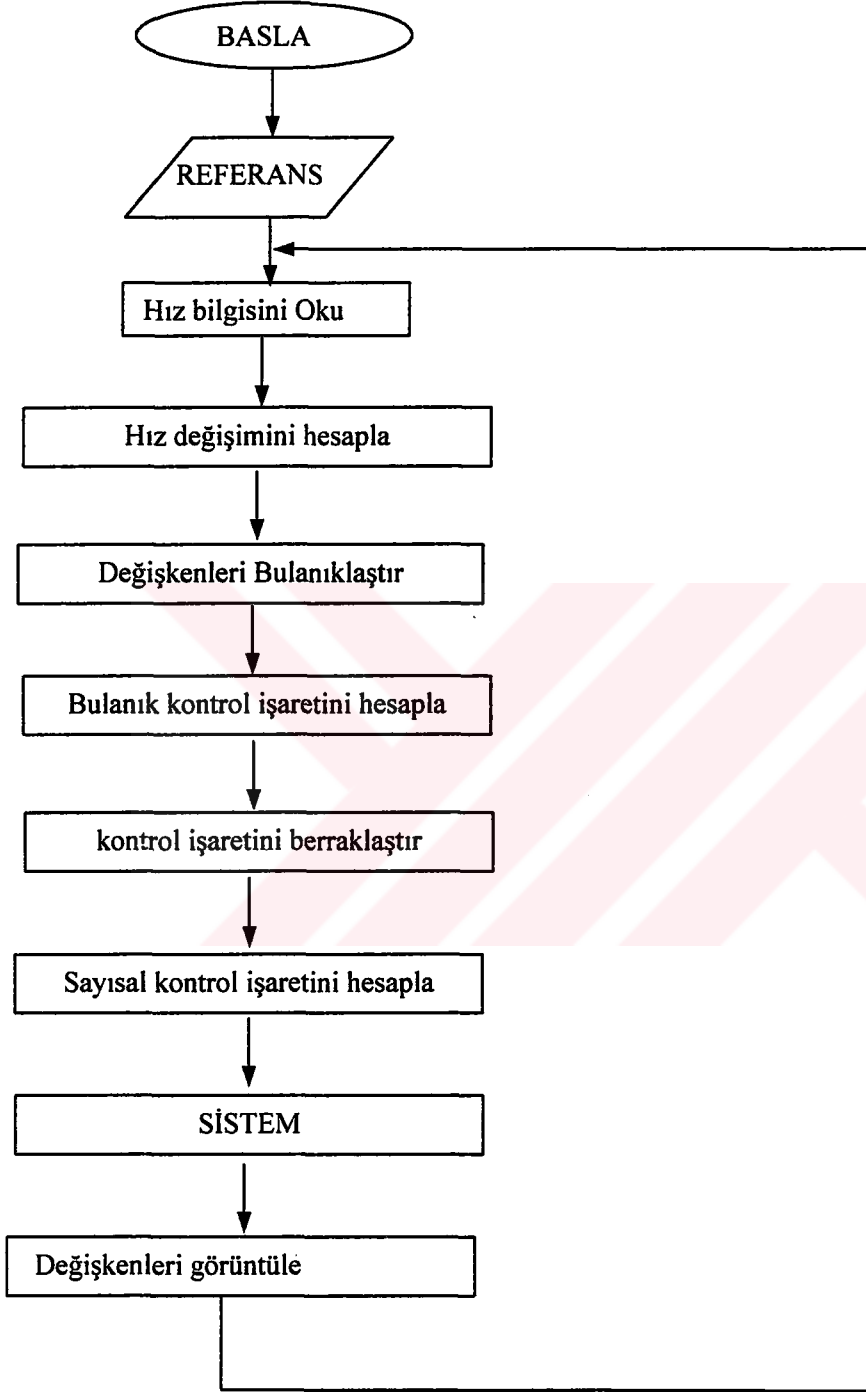 BASLA
REFERANS
Hız bilgisini Oku
Hız değişimini hesapla
Değişkenleri Bulanıklaştır
Bulanık kontrol işaretini hesapla
kontrol işaretini berraklaştır
Sayısal kontrol işaretini hesapla
SİSTEM
Değişkenleri görüntüle